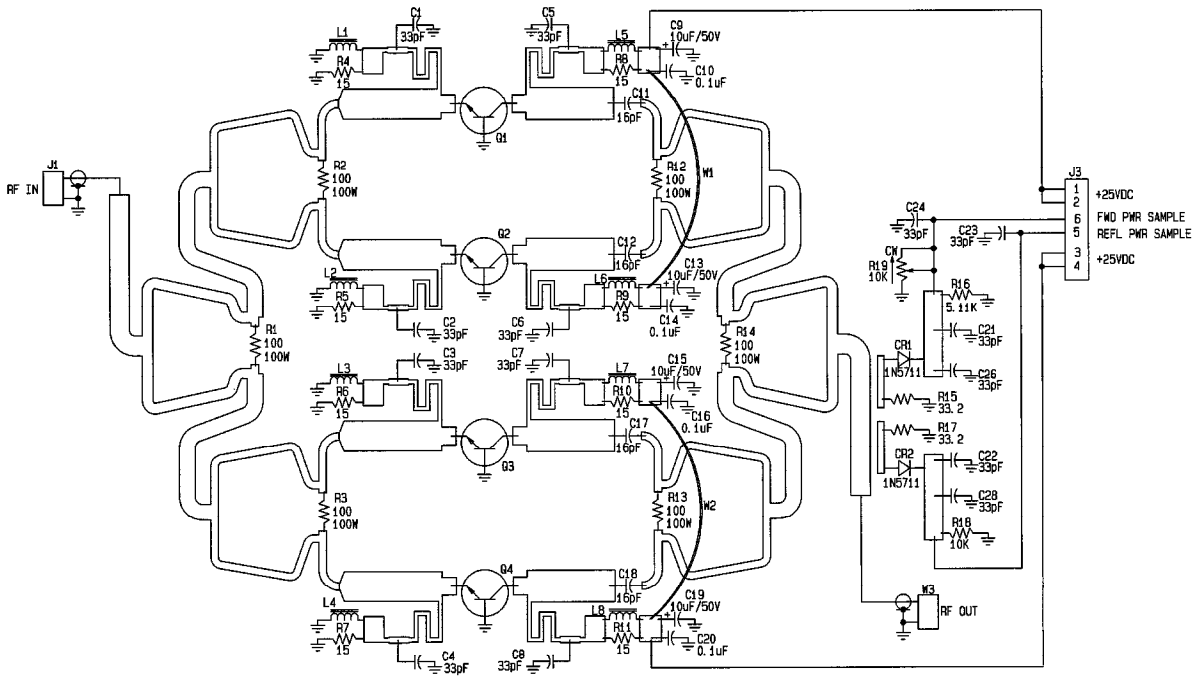 C1
33pF
C5
33pF
L1
R4
15
L5
R8
15
C9
+
10uF/50V
C10
0.1uF
C11
16pF
Q1
J1
RF IN
R2
100
100W
R12
100
100W
W1
J3
1
2
6
5
3
4
+25VDC
FWD PWR SAMPLE
REFL PWR SAMPLE
+25VDC
C24
33pF
C23
33pF
CW
R19
10K
R16
5.11K
Q2
C12
16pF
C13
+
10uF/50V
L2
R5
15
L6
R9
15
C14
0.1uF
C2
33pF
C6
33pF
C21
33pF
R1
100
100W
R14
100
100W
CR1
1N5711
C26
33pF
C3
33pF
C7
33pF
L3
R6
15
L7
R10
15
C15
+
10uF/50V
C16
0.1uF
R15
33.2
R17
33.2
C17
16pF
Q3
CR2
1N5711
C22
33pF
C28
33pF
R3
100
100W
R13
100
100W
W2
R18
10K
Q4
C18
16pF
C19
+
10uF/50V
L4
R7
15
L8
R11
15
C20
0.1uF
C4
33pF
C8
33pF
W3
RF OUT